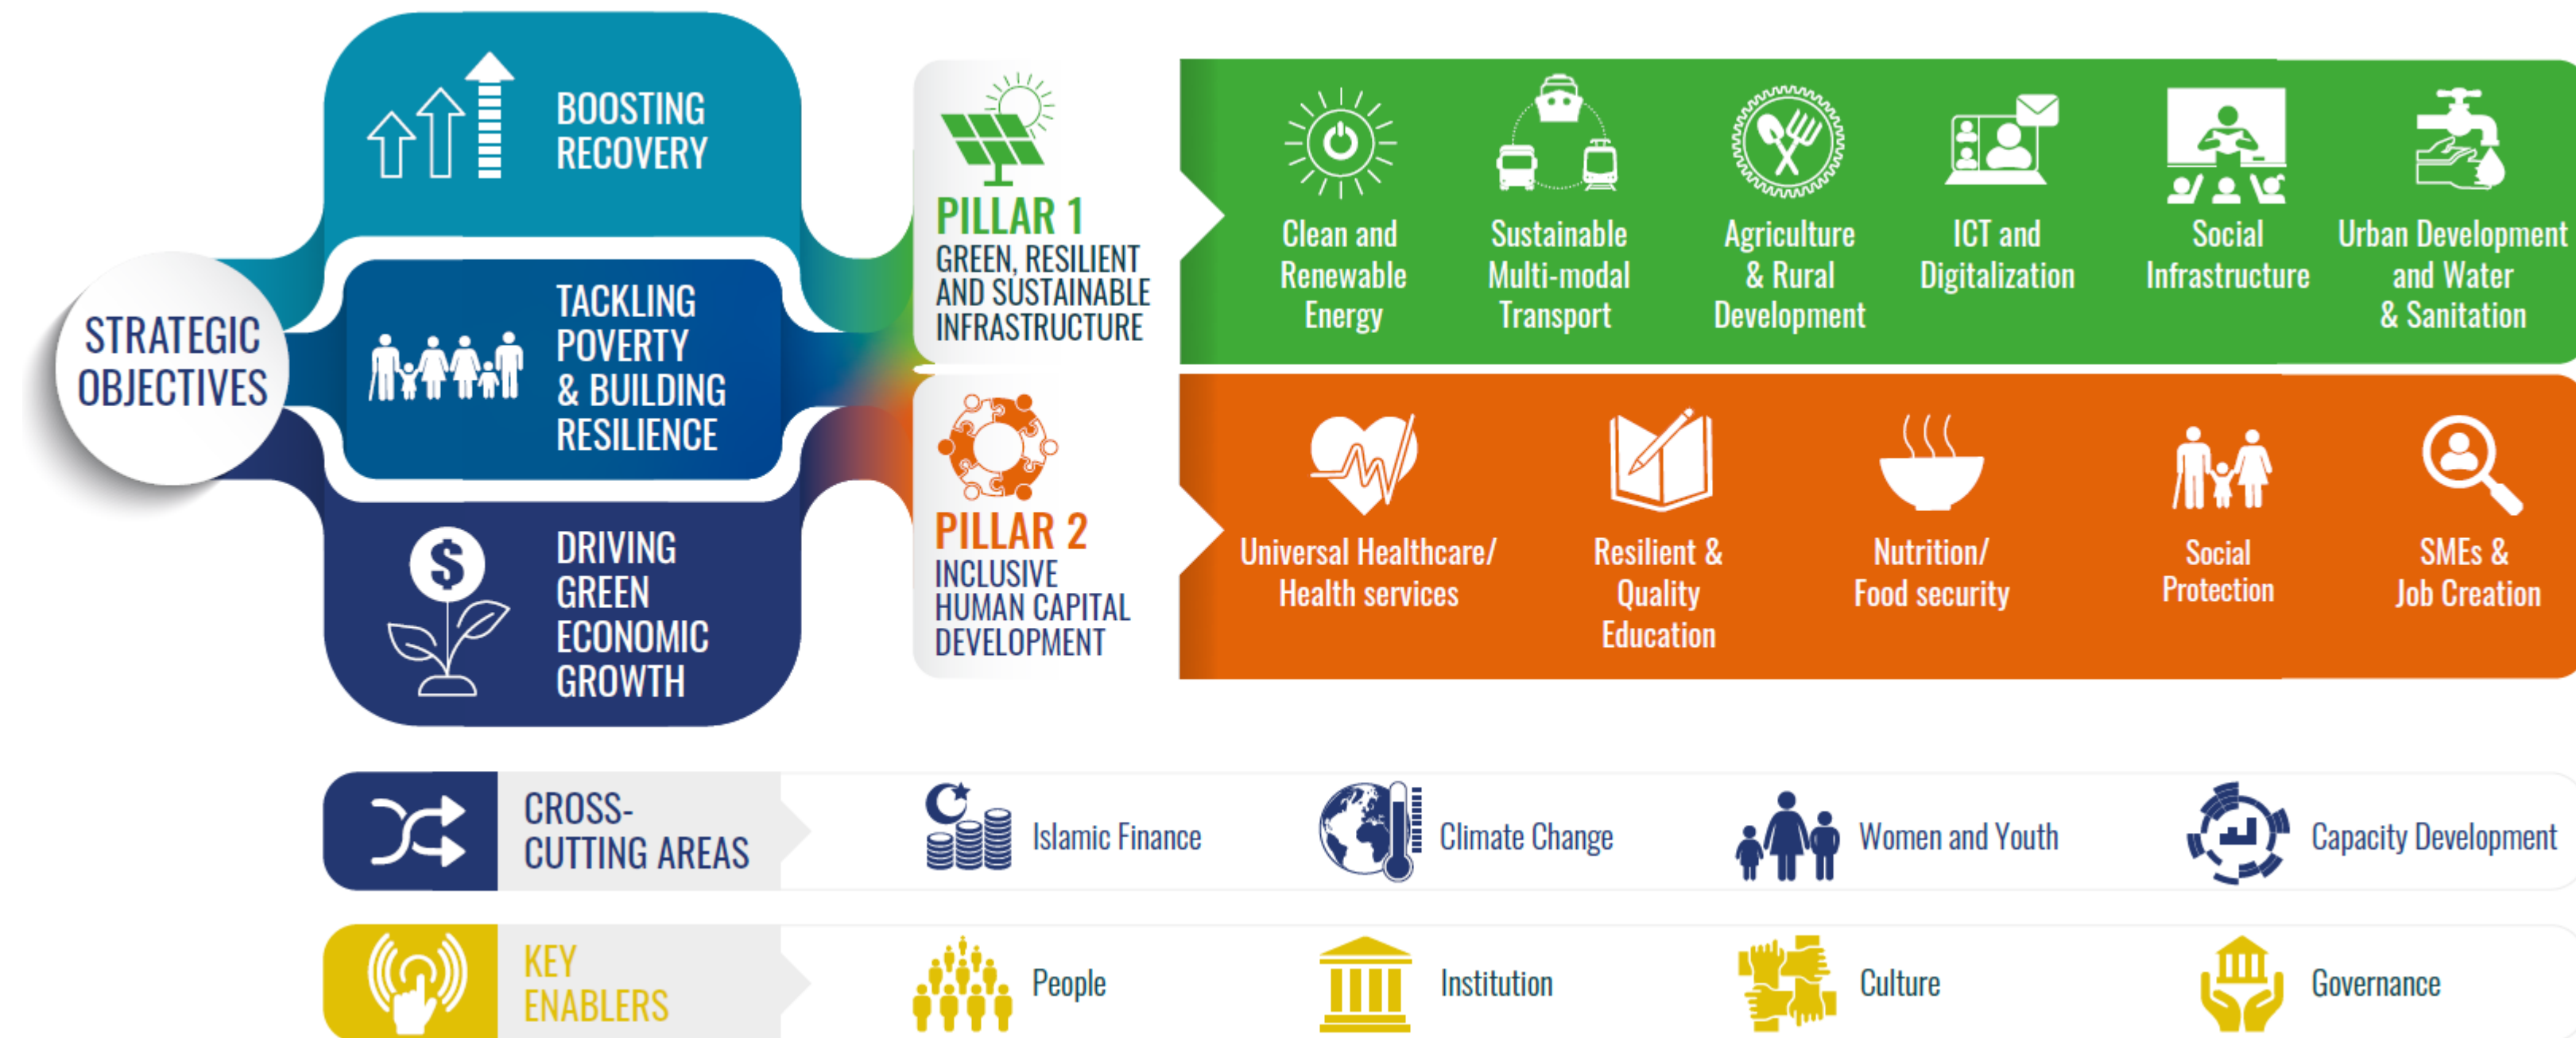 STRATEGIC
OBJECTIVES
BOOSTING
RECOVERY
TACKLING
POVERTY
& BUILDING
RESILIENCE
$
DRIVING
GREEN
ECONOMIC
GROWTH
PILLAR 1
GREEN, RESILIENT
AND SUSTAINABLE
INFRASTRUCTURE
Clean and
Renewable
Energy
Sustainable
Multi-modal
Transport
Agriculture
& Rural
Development
ICT and
Digitalization
Social
Infrastructure
Urban Development
and Water
& Sanitation
PILLAR 2
INCLUSIVE
HUMAN CAPITAL
DEVELOPMENT
Universal Healthcare/
Health services
Resilient &
Quality
Education
Nutrition/
Food security
Social
Protection
SMEs &
Job Creation
CROSS-
CUTTING AREAS
Islamic Finance
Climate Change
Women and Youth
Capacity Development
KEY
ENABLERS
People
Institution
Culture
Governance